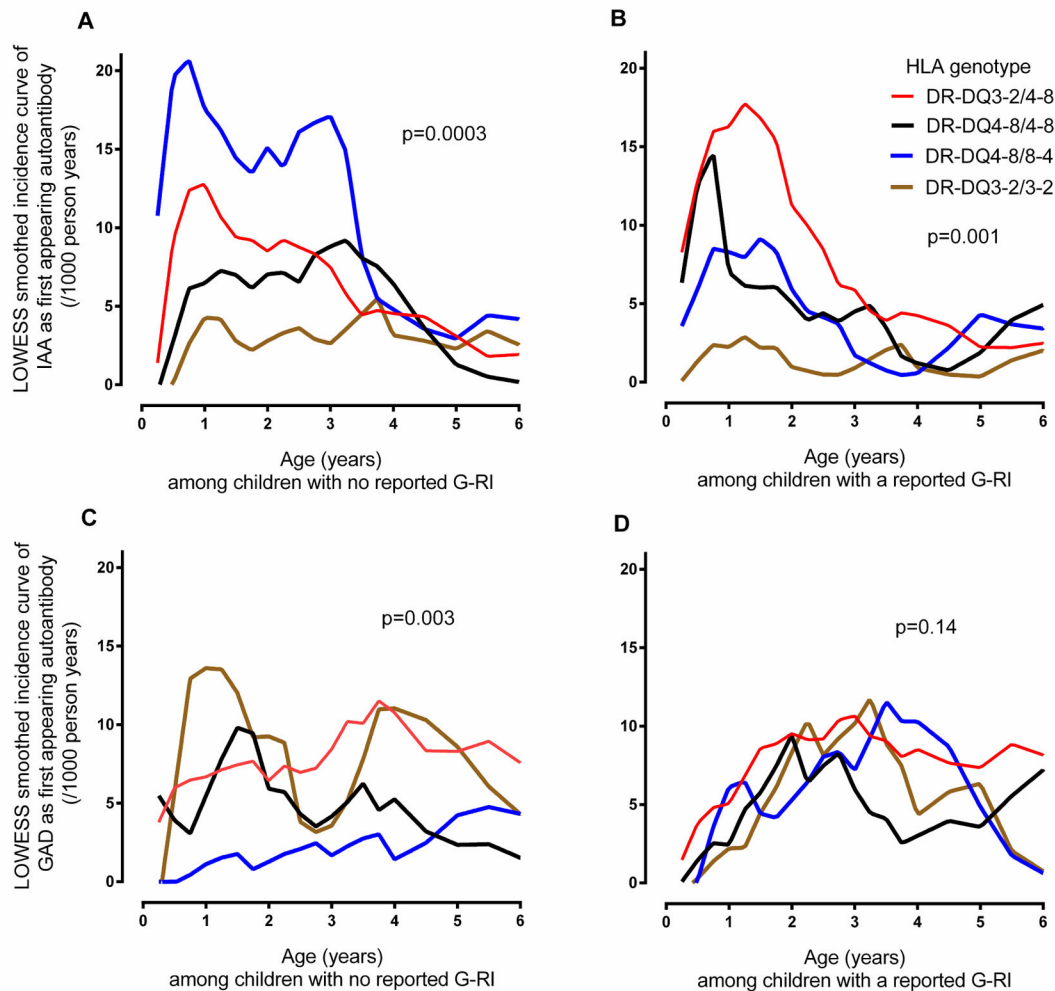 A
LOWESS smoothed incidence curve of
IAA as first appearing autoantibody
(/1000 person years)
20
15
10
5
0
p=0.0003
0 1 2 3 4 5 6
Age (years)
among children with no reported G-RI
B
20
15
10
5
0
HLA genotype
DR-DQ3-2/4-8
DR-DQ4-8/4-8
DR-DQ4-8/8-4
DR-DQ3-2/3-2
p=0.001
0 1 2 3 4 5 6
Age (years)
among children with a reported G-RI
C
LOWESS smoothed incidence curve of
GAD as first appearing autoantibody
(/1000 person years)
20
15
10
5
0
p=0.003
0 1 2 3 4 5 6
Age (years)
among children with no reported G-RI
D
20
15
10
5
0
p=0.14
0 1 2 3 4 5 6
Age (years)
among children with a reported G-RI